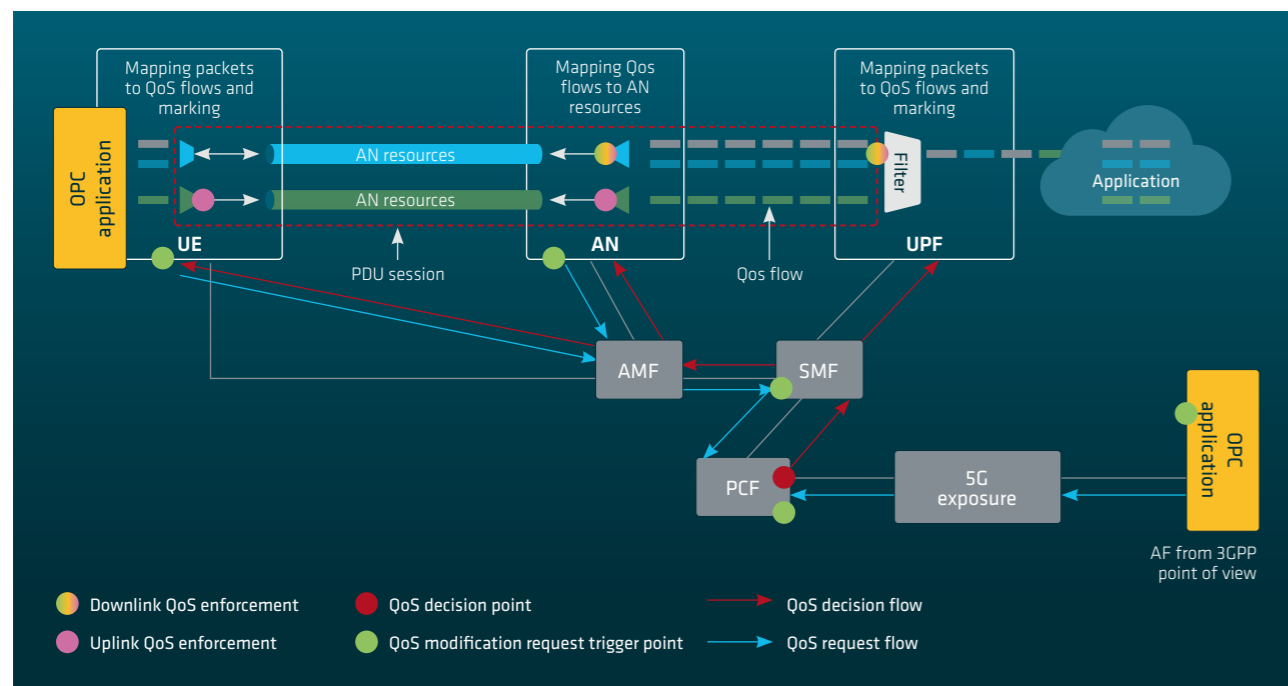 Mapping packets
to QoS flows and
marking
Mapping Qos
flows to AN
resources
Mapping packets
to QoS flows and
marking
OPC
application
AN resources
AN resources
Filter
Application
UE
AN
UPF
PDU session
Qos flow
AMF
SMF
PCF
5G
exposure
OPC
application
AF from 3GPP
point of view
Downlink QoS enforcement
QoS decision point
QoS decision flow
Uplink QoS enforcement
QoS modification request trigger point
QoS request flow